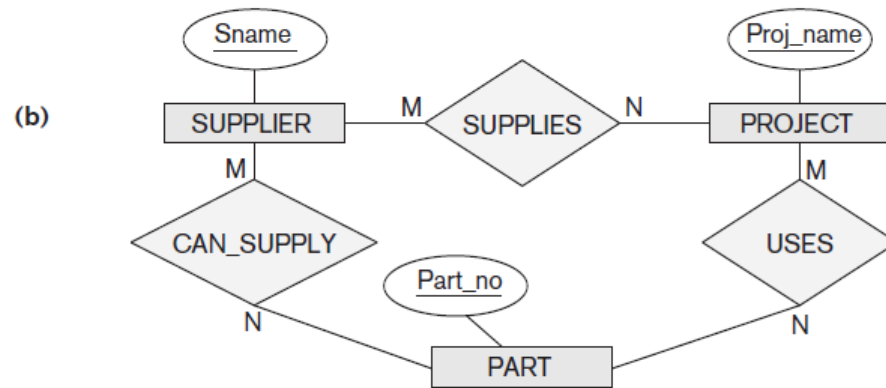 Sname
Proj_name
(b)
M
N
SUPPLIER
SUPPLIES
PROJECT
M
M
CAN_SUPPLY
USES
Part_no
N
N
PART